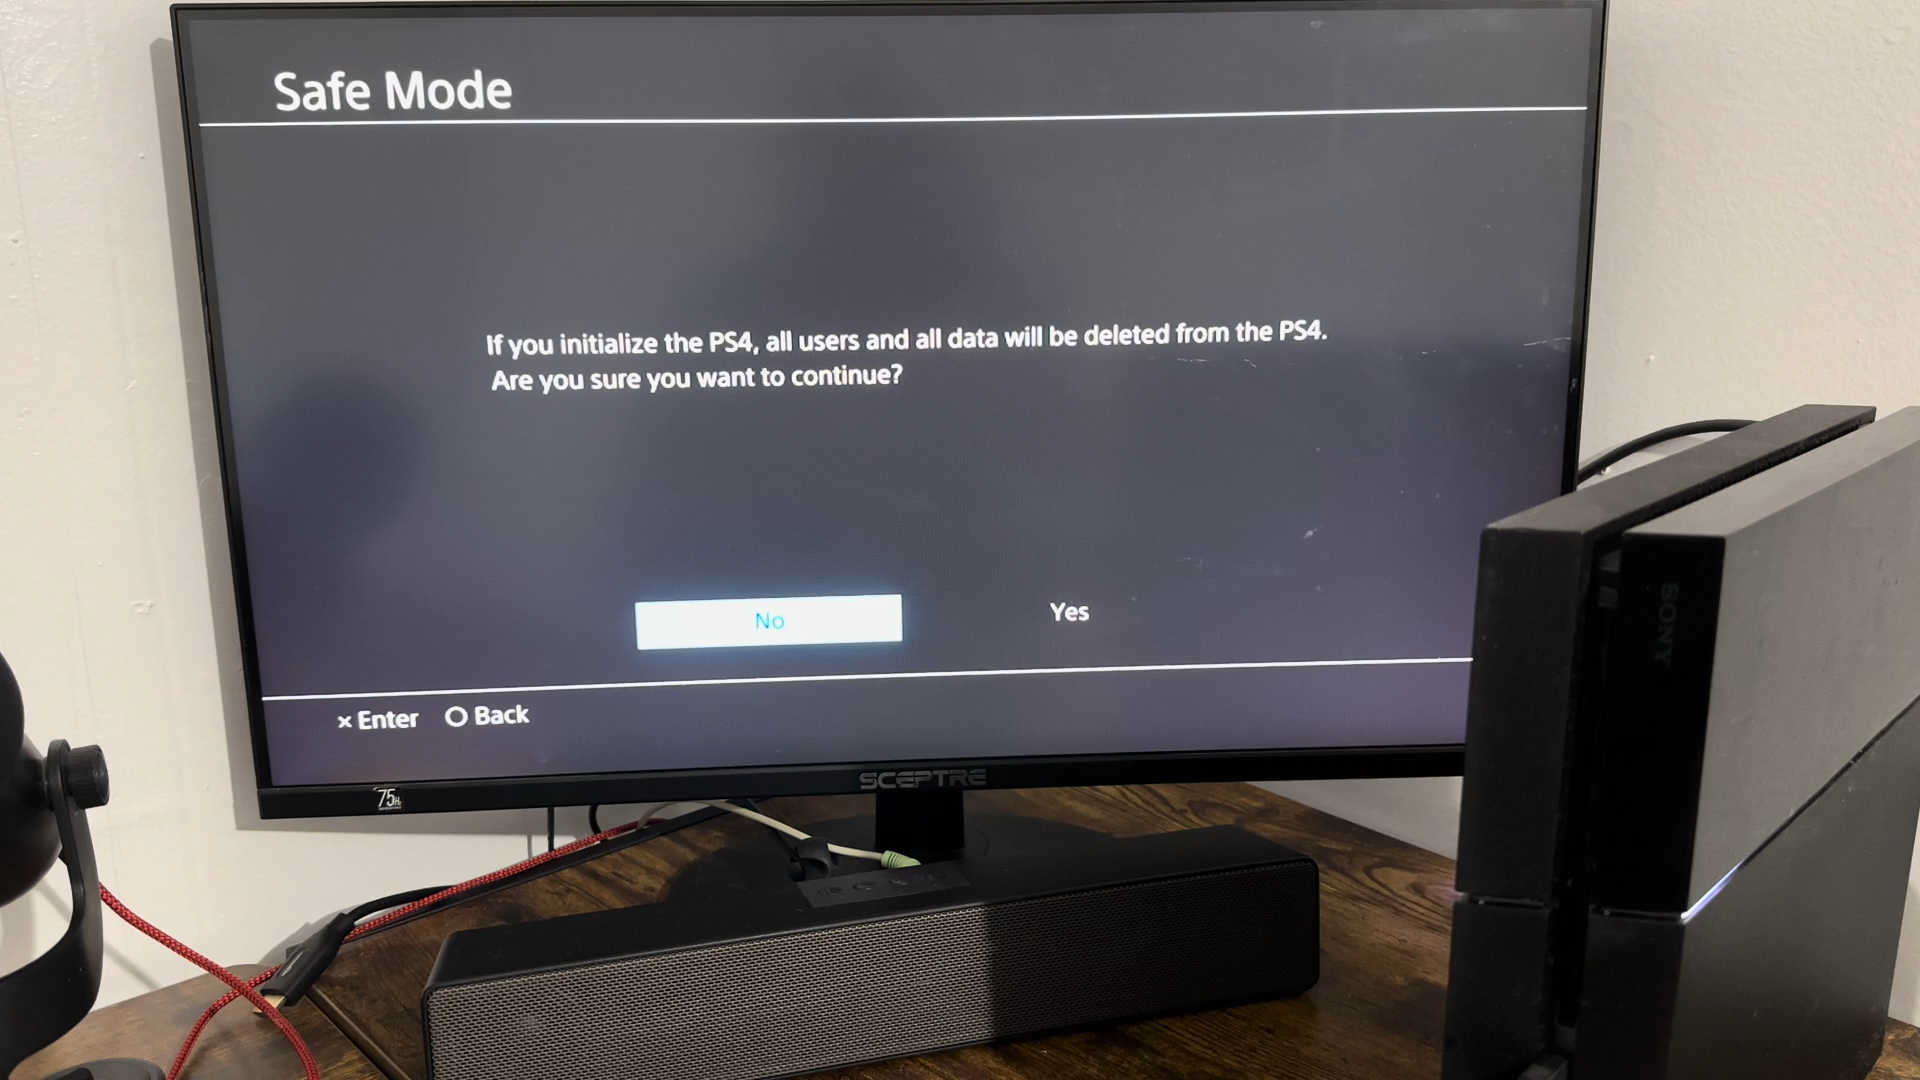 Safe Mode
If you initialize the PS4, all users and all data will be deleted from the PS4.
Are you sure you want to continue?
No
Yes
× Enter
O Back
SCEPTRE
75Hz
SONY